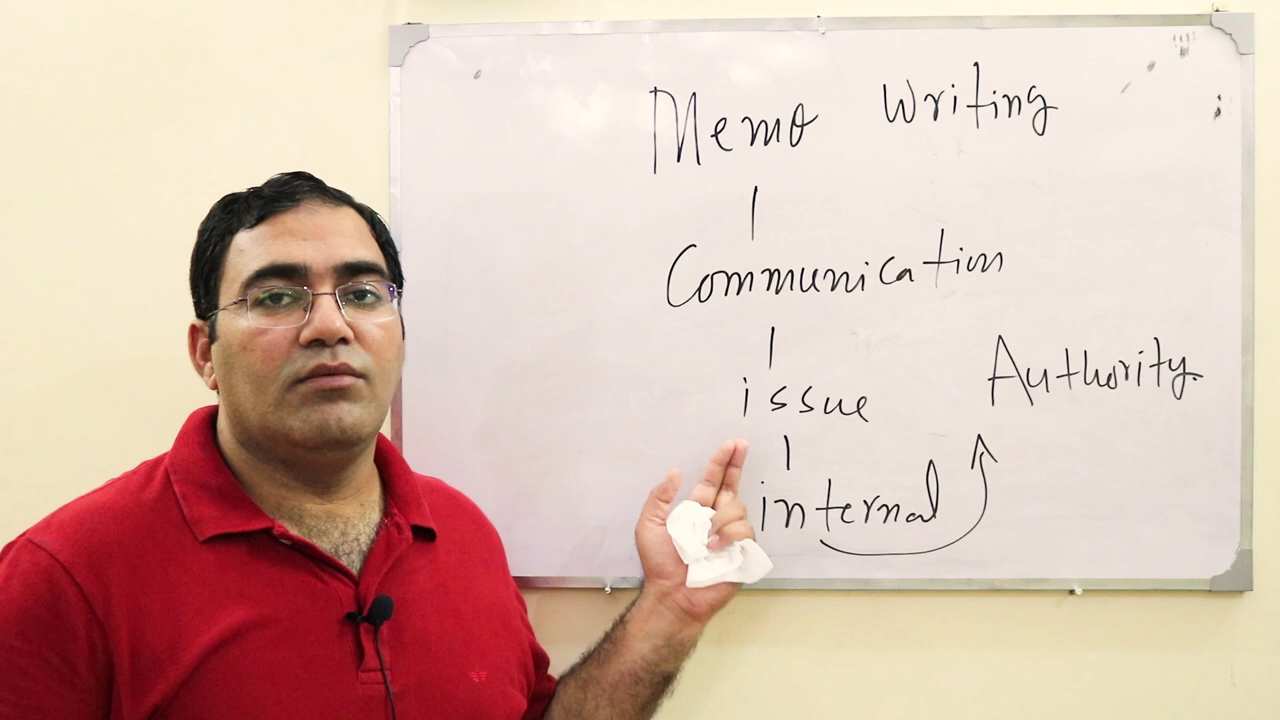 Memo Writing
Communication
issue
Authority.
internal